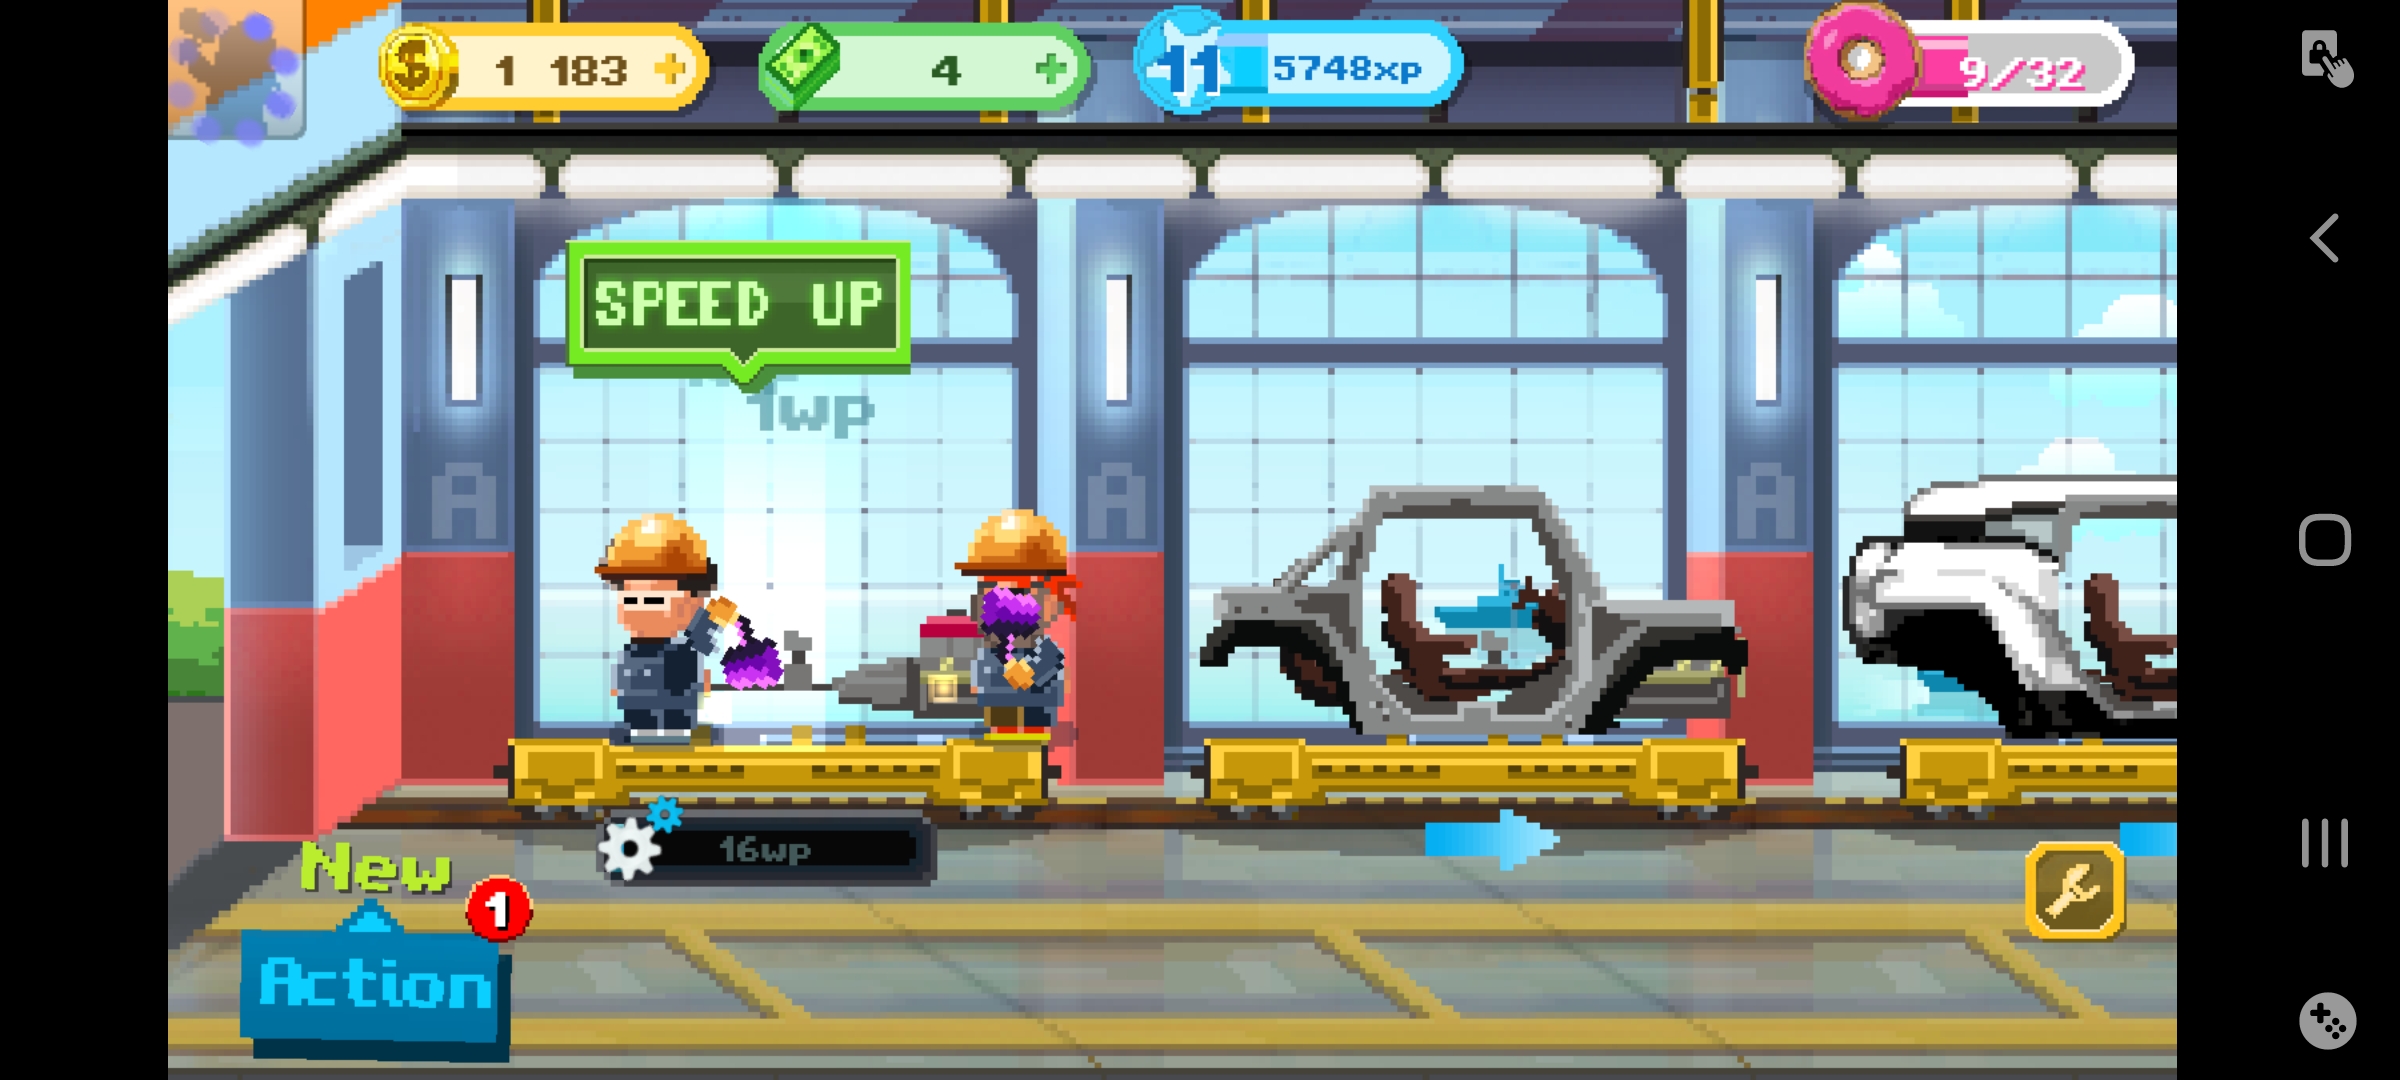 1 183 +
4 +
11
5748xp
9/32
SPEED UP
1wp
A
A
A
16wp
New
1
Action